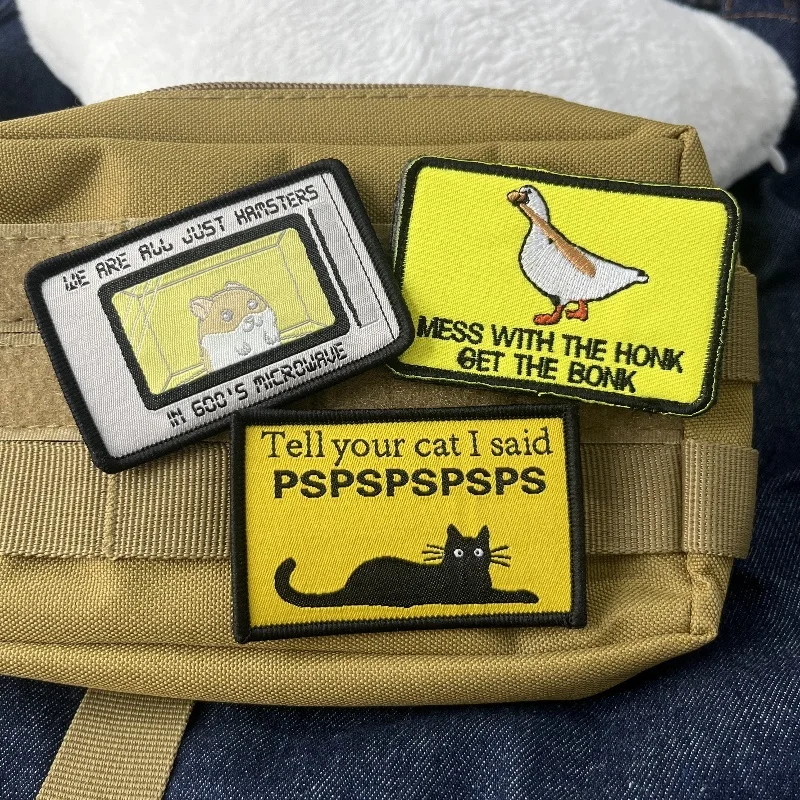 WE ARE ALL JUST HAMSTERS
IN GOD'S MICROWAVE
MESS WITH THE HONK
GET THE BONK
Tell your cat I said
PSPSPSPSPS